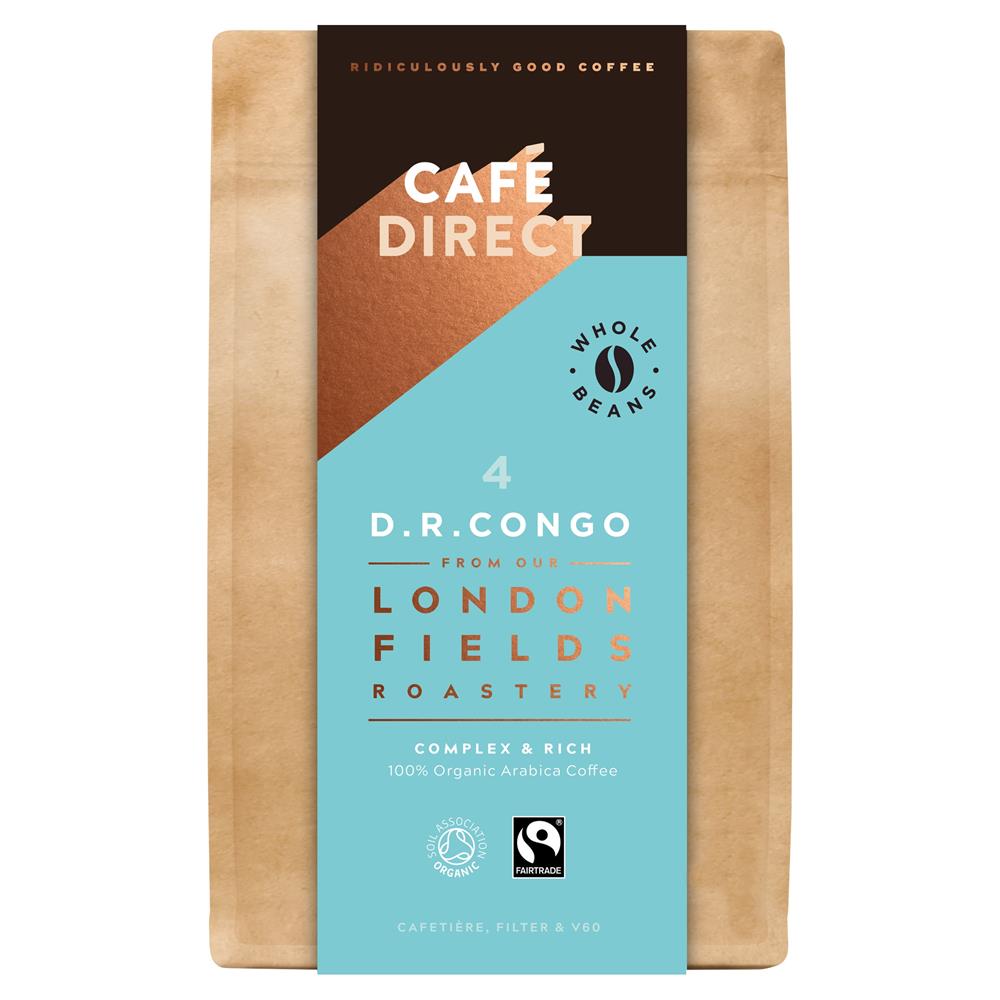 RIDICULOUSLY GOOD COFFEE
CAFÉ
DIRECT
WHOLE
BEANS
4
D.R.CONGO
FROM OUR
LONDON
FIELDS
ROASTERY
COMPLEX & RICH
100% Organic Arabica Coffee
SOIL ASSOCIATION
ORGANIC
®
FAIRTRADE
CAFETIÈRE, FILTER & V60